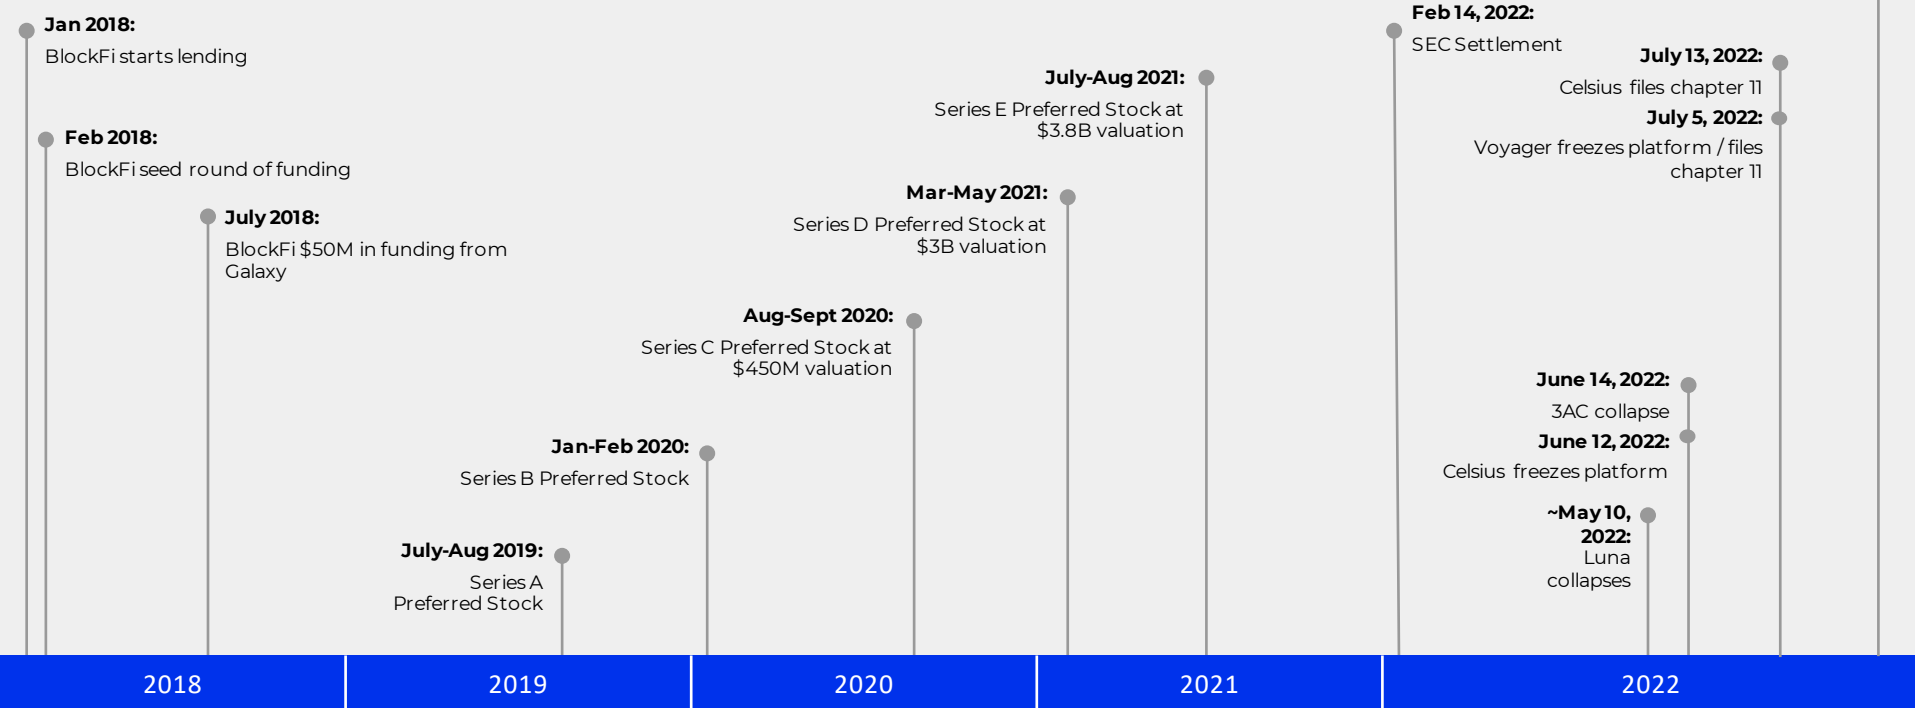 Jan 2018:
BlockFi starts lending
Feb 2018:
BlockFi seed round of funding
July 2018:
BlockFi $50M in funding from
Galaxy
July-Aug 2019:
Series A
Preferred Stock
Jan-Feb 2020:
Series B Preferred Stock
Aug-Sept 2020:
Series C Preferred Stock at
$450M valuation
Mar-May 2021:
Series D Preferred Stock at
$3B valuation
July-Aug 2021:
Series E Preferred Stock at
$3.8B valuation
Feb 14, 2022:
SEC Settlement
July 13, 2022:
Celsius files chapter 11
July 5, 2022:
Voyager freezes platform / files
chapter 11
June 14, 2022:
3AC collapse
June 12, 2022:
Celsius freezes platform
~May 10,
2022:
Luna
collapses
2018
2019
2020
2021
2022